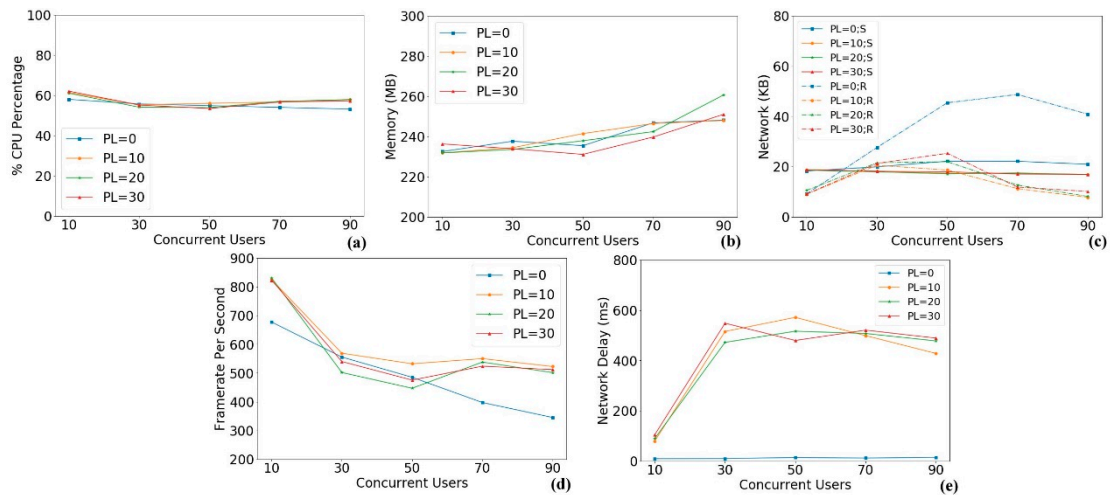 100
80
60
40
20
0
% CPU Percentage
PL=0
PL=10
PL=20
PL=30
10 30 50 70 90
Concurrent Users
(a)
300
280
260
240
220
200
Memory (MB)
PL=0
PL=10
PL=20
PL=30
10 30 50 70 90
Concurrent Users
(b)
80
60
40
20
0
Network (KB)
PL=0;S
PL=10;S
PL=20;S
PL=30;S
PL=0;R
PL=10;R
PL=20;R
PL=30;R
10 30 50 70 90
Concurrent Users
(c)
900
800
700
600
500
400
300
200
Framerate Per Second
PL=0
PL=10
PL=20
PL=30
10 30 50 70 90
Concurrent Users
(d)
800
600
400
200
0
Network Delay (ms)
PL=0
PL=10
PL=20
PL=30
10 30 50 70 90
Concurrent Users
(e)